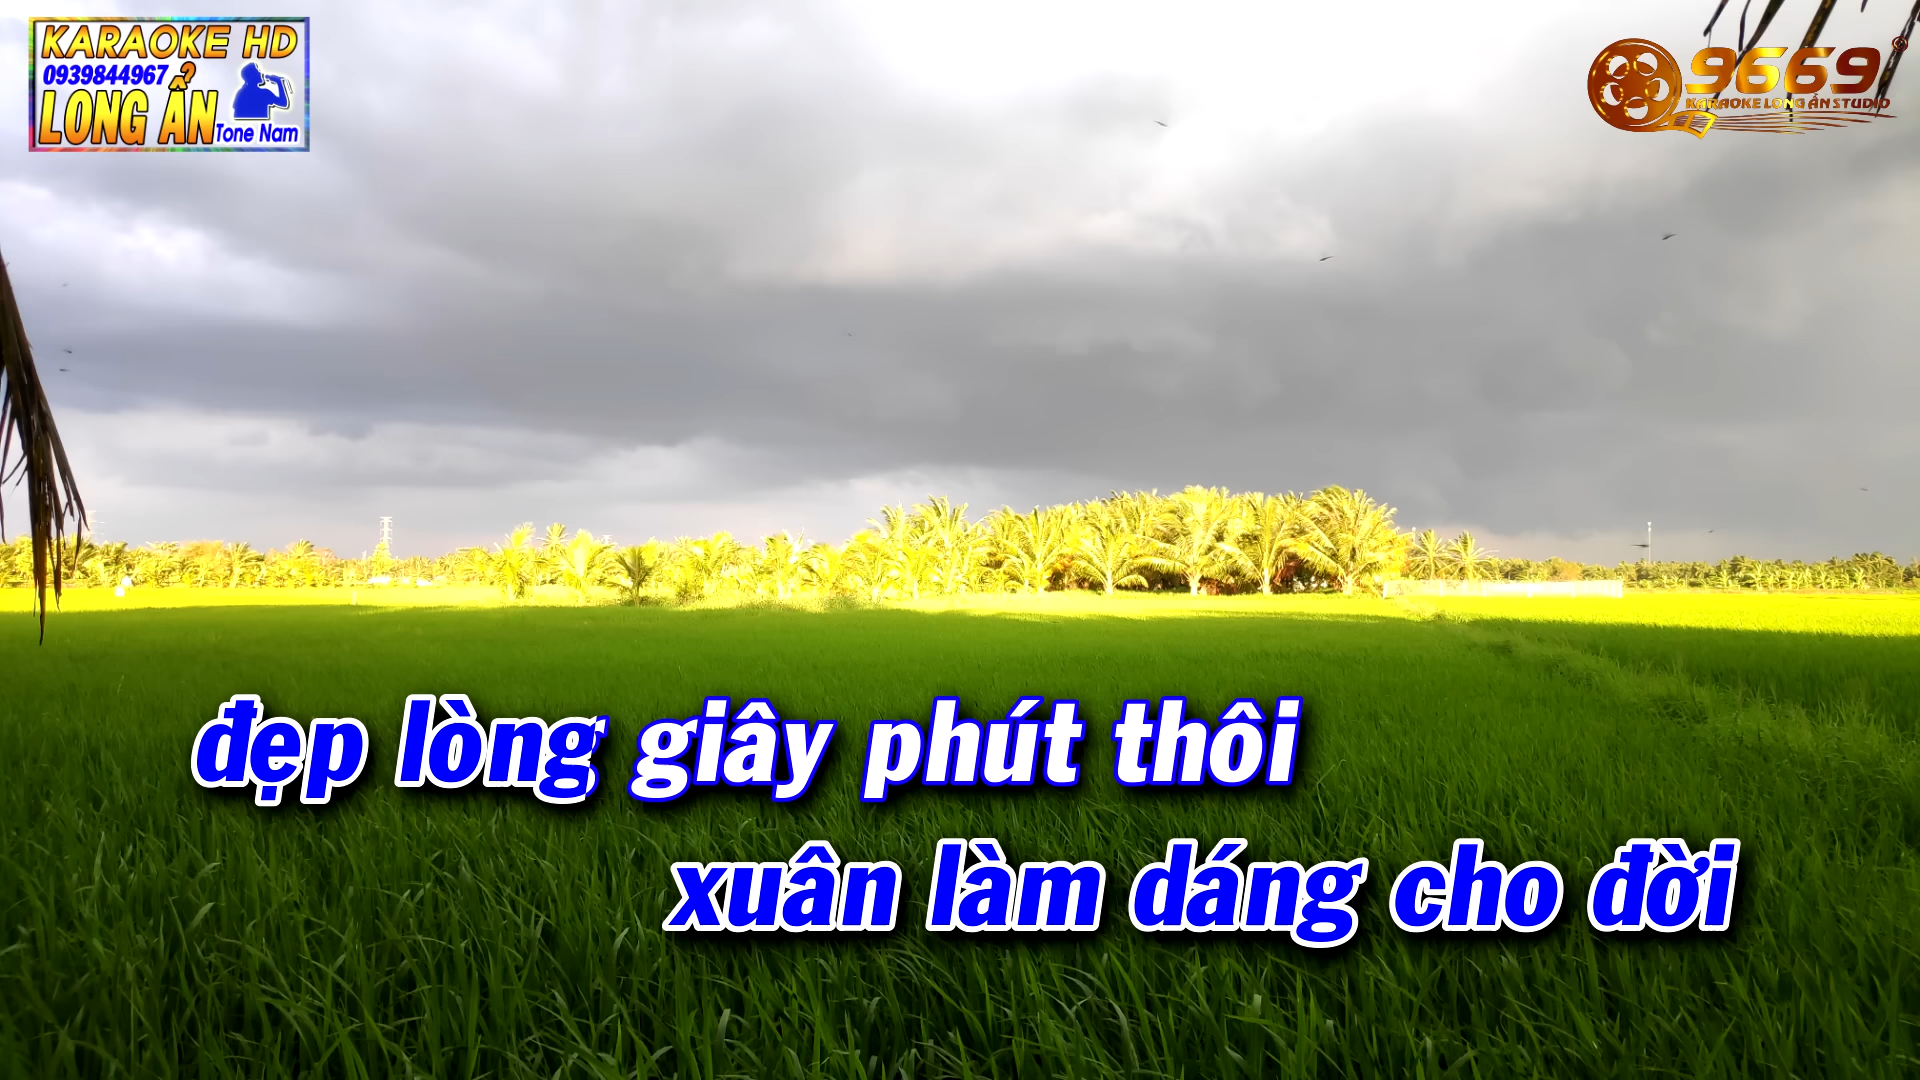 KARAOKE HD
0939844967
LONG ẨN
Tone Nam
9669
KARAOKE LONG ẨN STUDIO
đẹp lòng giây phút thôi
xuân làm dáng cho đời